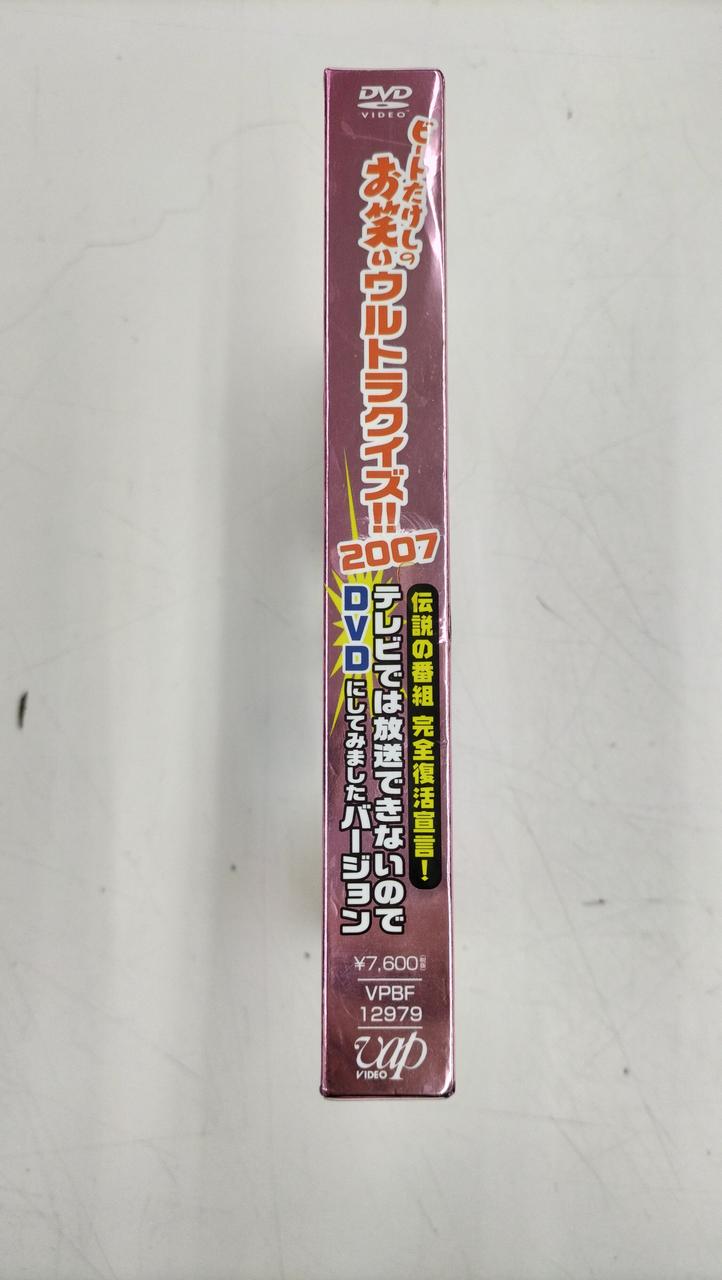 DVD
VIDEO
ビートたけしの
お笑い
ウルトラクイズ!!
2007
伝説の番組 完全復活宣言！
テレビでは放送できないので
DVDにしてみましたバージョン
¥7,600
VPBF
12979
vap
VIDEO